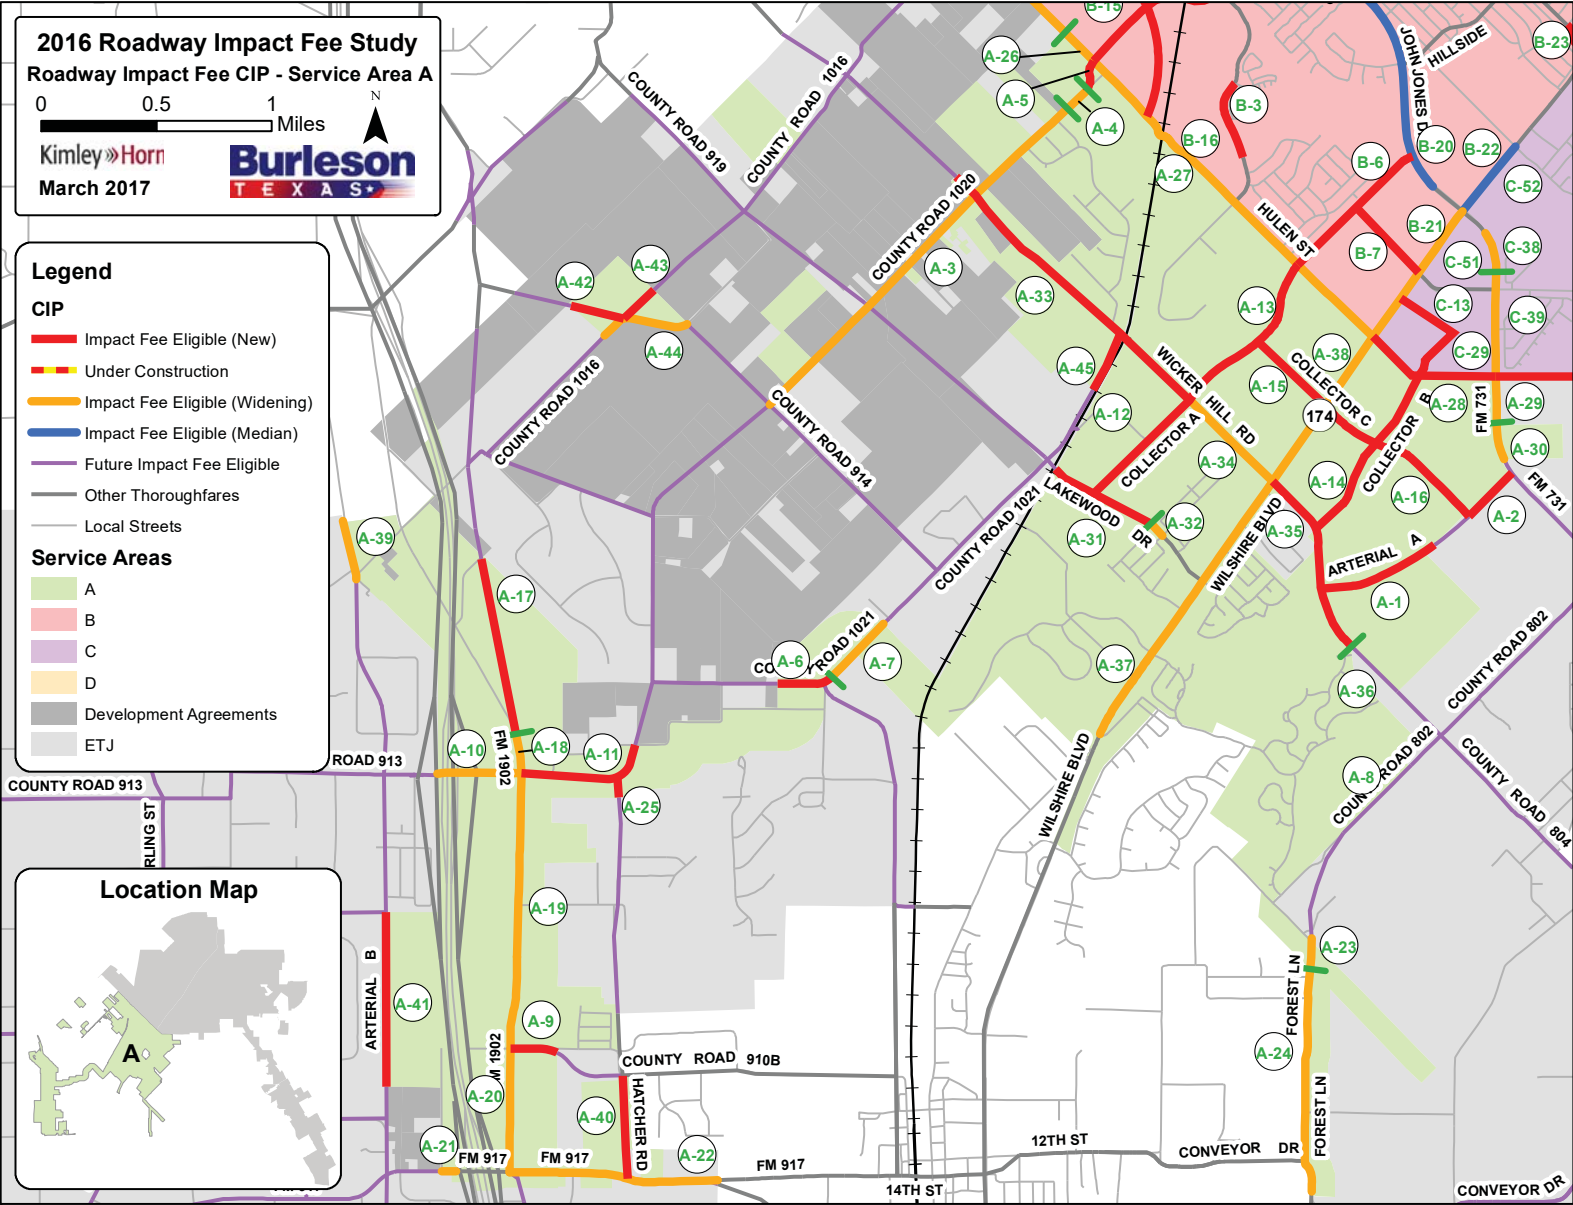 2016 Roadway Impact Fee Study
Roadway Impact Fee CIP - Service Area A
0 0.5 1
Miles
N
Kimley»Horn
Burleson
TEXAS
March 2017
Legend
CIP
Impact Fee Eligible (New)
Under Construction
Impact Fee Eligible (Widening)
Impact Fee Eligible (Median)
Future Impact Fee Eligible
Other Thoroughfares
Local Streets
Service Areas
A
B
C
D
Development Agreements
ETJ
Location Map
A
B-15
A-26
A-5
A-4
B-3
B-16
A-27
JOHN JONES D
HILLSIDE
B-23
B-20
B-22
B-6
C-52
B-21
B-7
C-51
C-38
C-13
C-39
C-29
HULEN ST
COUNTY ROAD 919
COUNTY ROAD 1016
COUNTY ROAD 1020
A-3
A-33
A-13
A-42
A-43
A-44
COUNTY ROAD 1016
A-45
A-12
WICKER HILL RD
A-15
A-38
COLLECTOR C
174
COLLECTOR B
A-28
FM 731
A-29
A-30
FM 731
COUNTY ROAD 914
COLLECTOR A
A-34
A-14
A-16
A-2
LAKEWOOD DR
A-31
A-32
WILSHIRE BLVD
A-35
ARTERIAL A
A-1
COUNTY ROAD 1021
A-39
A-17
COUNTY ROAD 1021
A-6
A-7
A-37
A-36
COUNTY ROAD 802
COUNTY ROAD 802
COUNTY ROAD 804
A-8
ROAD 913
COUNTY ROAD 913
RLING ST
A-10
FM 1902
A-18
A-11
A-25
WILSHIRE BLVD
A-19
A-23
FOREST LN
A-24
FOREST LN
ARTERIAL B
A-41
A-9
M 1902
A-20
COUNTY ROAD 910B
A-40
HATCHER RD
A-21
FM 917
FM 917
A-22
FM 917
12TH ST
14TH ST
CONVEYOR DR
CONVEYOR DR